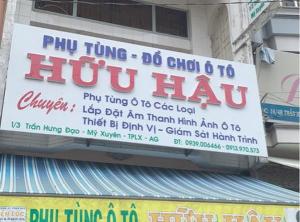 PHỤ TÙNG - ĐỒ CHƠI Ô TÔ
HỮU HẬU
Chuyên:
Phụ Tùng Ô Tô Các Loại
Lắp Đặt Âm Thanh Hình Ảnh Ô Tô
Thiết Bị Định Vị - Giám Sát Hành Trình
1/3 Trần Hưng Đạo - Mỹ Xuyên - TPLX - AG
ĐT: 0939.006466 - 0913.970.573
PHỤ TÙNG Ô TÔ
HỮU HẬU